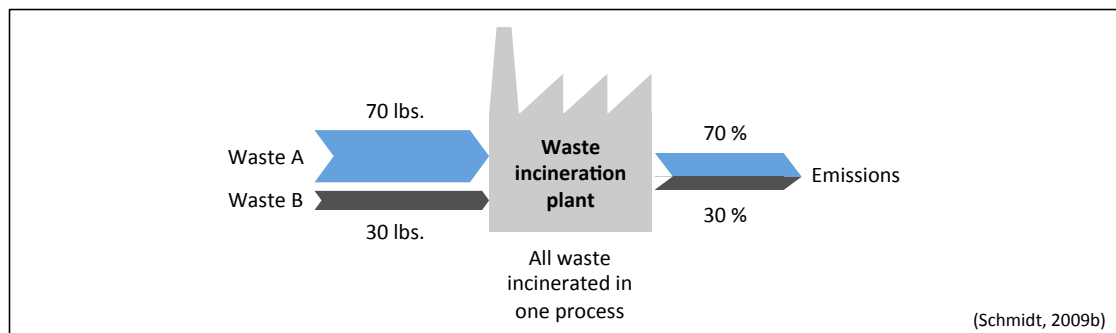 70 lbs.
Waste A
Waste B
30 lbs.
Waste
incineration
plant
All waste
incinerated in
one process
70 %
Emissions
30 %
(Schmidt, 2009b)